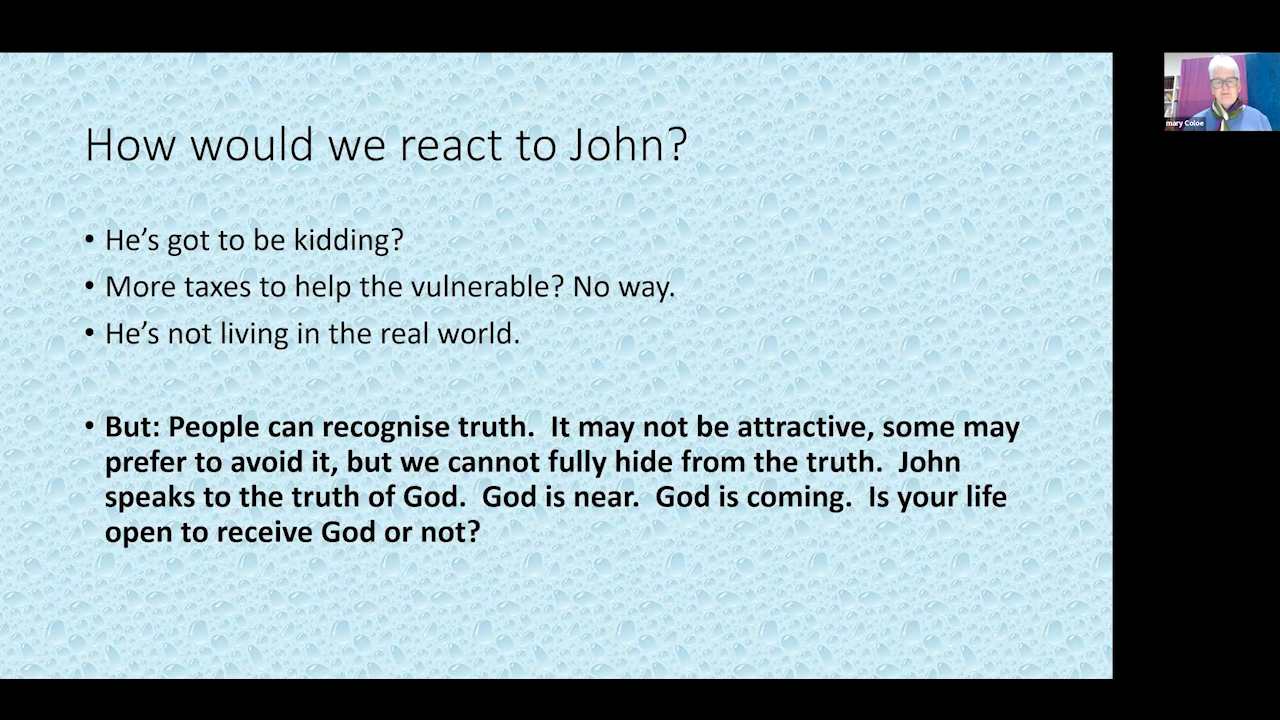 How would we react to John?
• He's got to be kidding?
• More taxes to help the vulnerable? No way.
• He's not living in the real world.
• But: People can recognise truth.  It may not be attractive, some may
prefer to avoid it, but we cannot fully hide from the truth.  John
speaks to the truth of God.  God is near.  God is coming.  Is your life
open to receive God or not?
mary Coloe